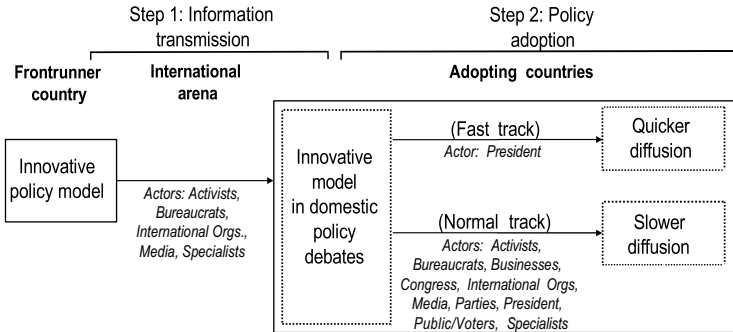 Step 1: Information
transmission
Step 2: Policy
adoption
Frontrunner
country
International
arena
Adopting countries
Innovative
policy model
Actors: Activists,
Bureaucrats,
International Orgs.,
Media, Specialists
Innovative
model
in domestic
policy
debates
(Fast track)
Actor: President
Quicker
diffusion
(Normal track)
Actors: Activists,
Bureaucrats, Businesses,
Congress, International Orgs,
Media, Parties, President,
Public/Voters, Specialists
Slower
diffusion